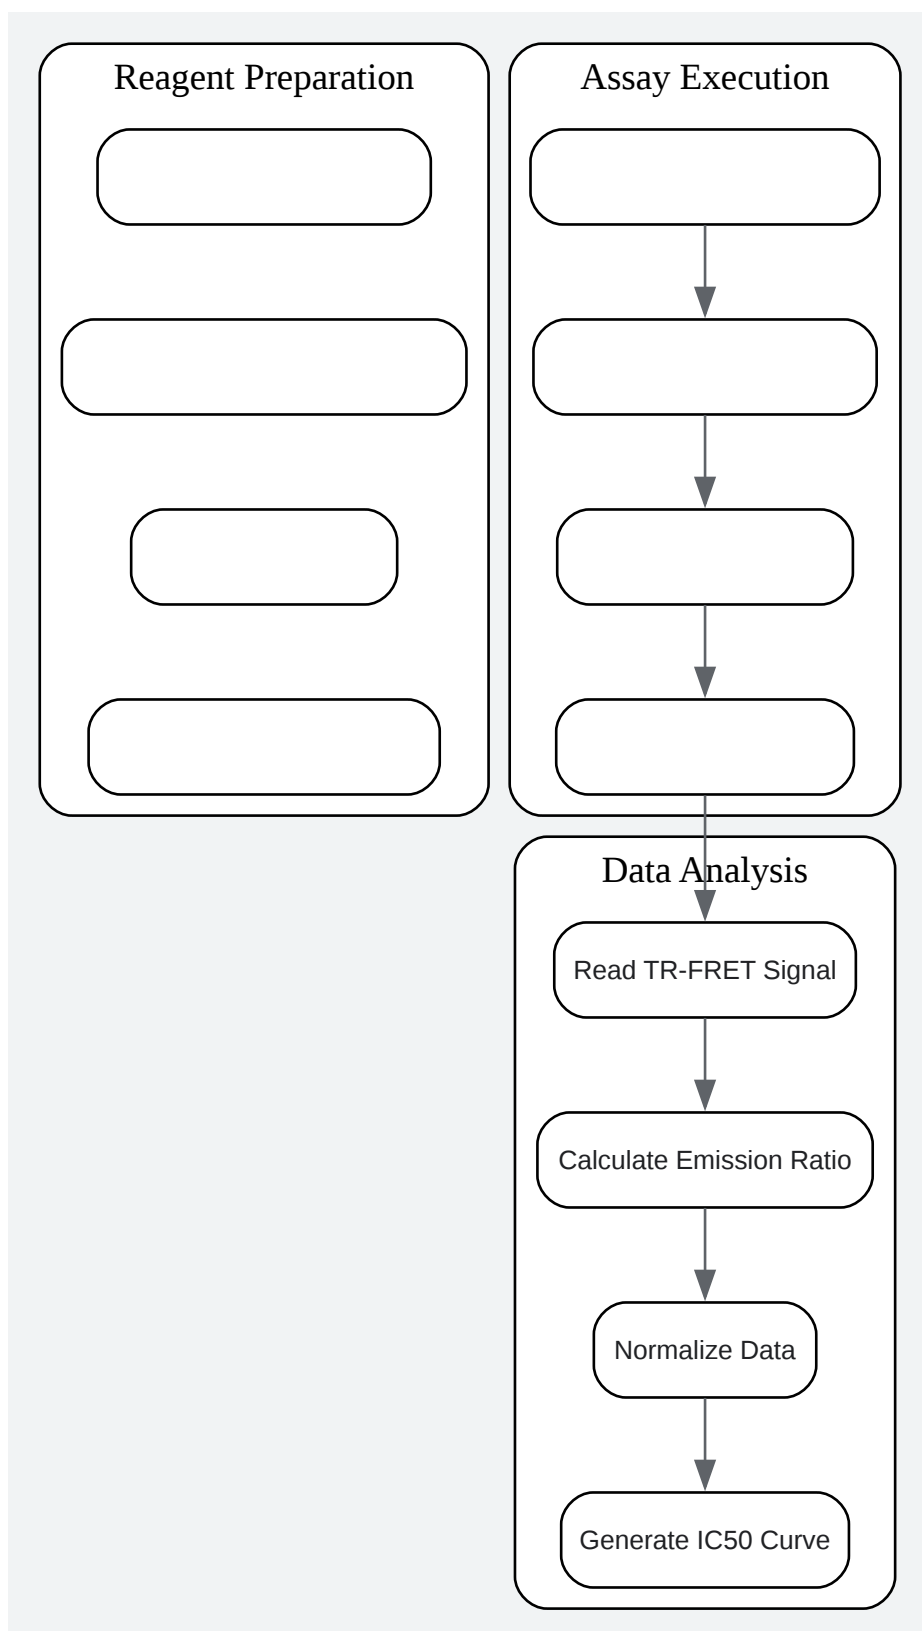 Reagent Preparation
Assay Execution
Data Analysis
Read TR-FRET Signal
Calculate Emission Ratio
Normalize Data
Generate IC50 Curve